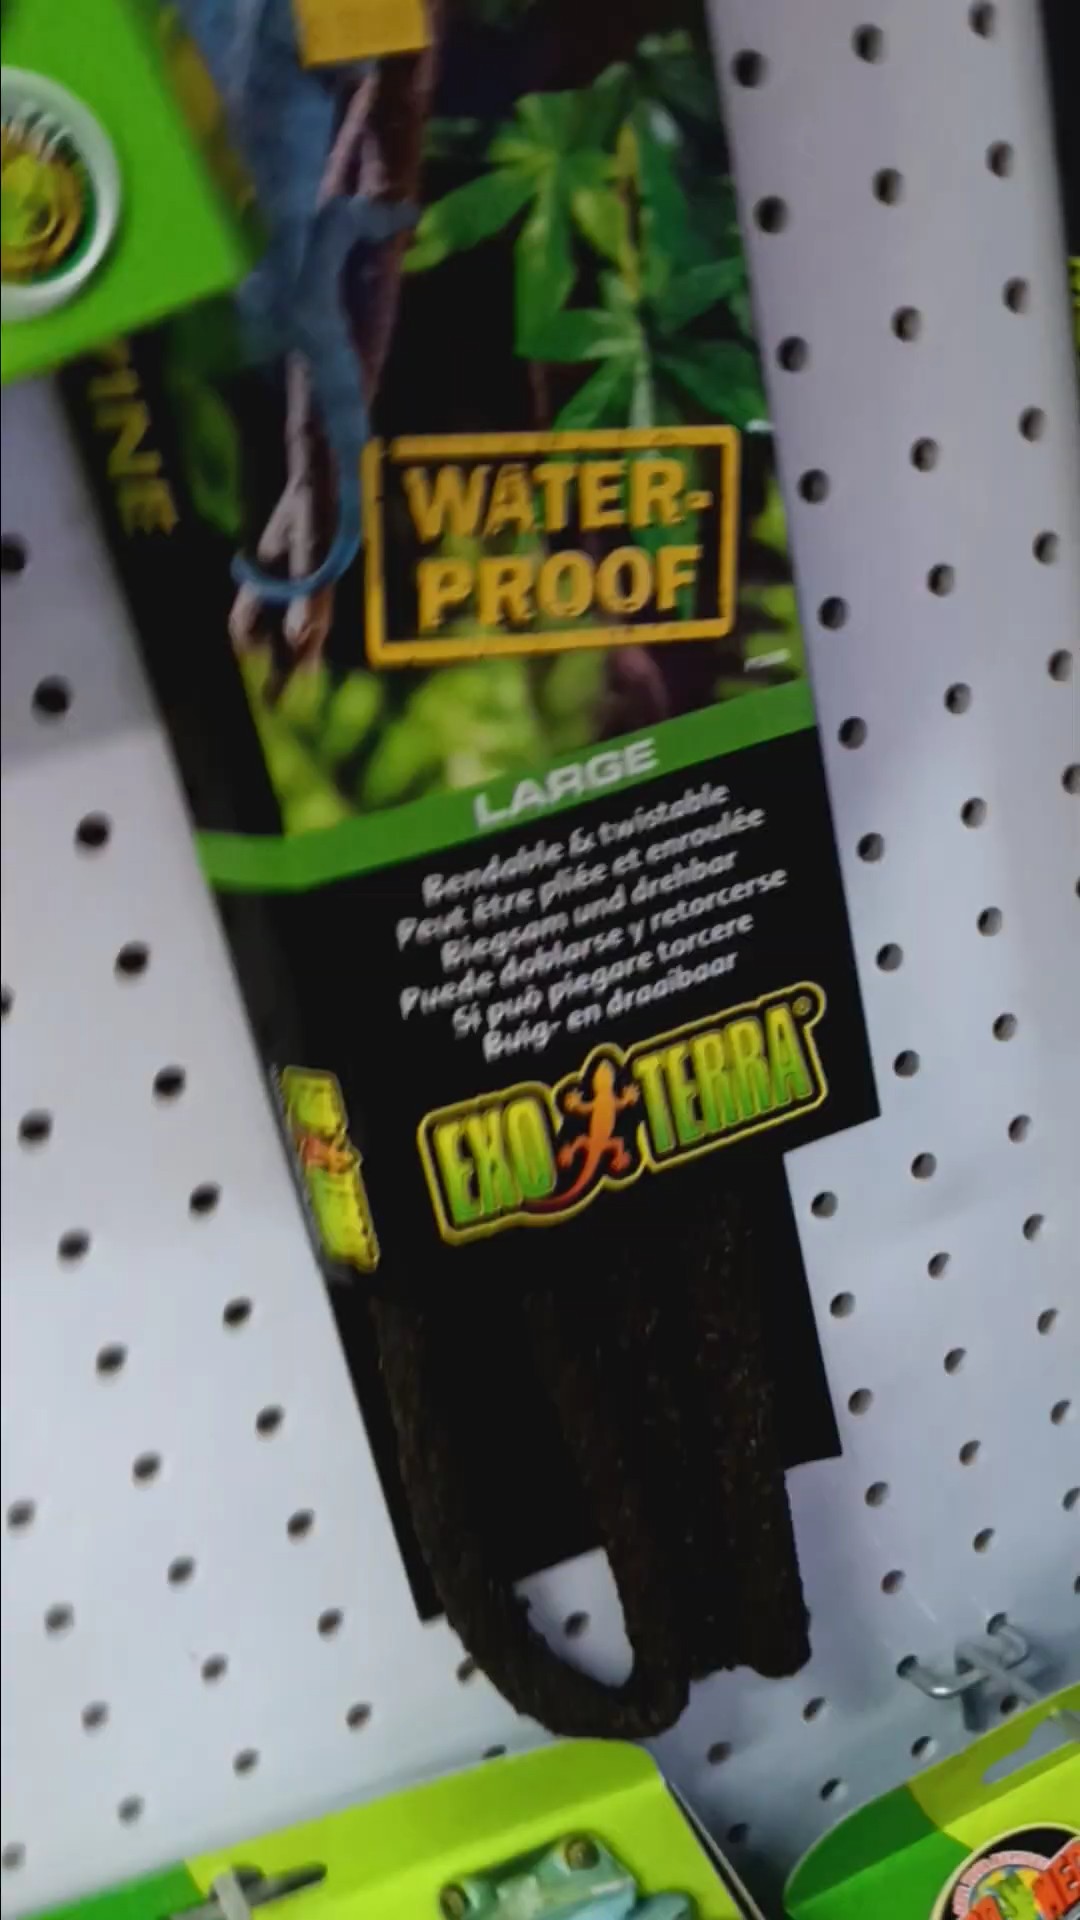 WATER-
PROOF
LARGE
Bendable & twistable
Peut être pliée et enroulée
Biegsam und drehbar
Puede doblarse y retorcerse
Si può piegare torcere
Buig- en draaibaar
EXO TERRA®